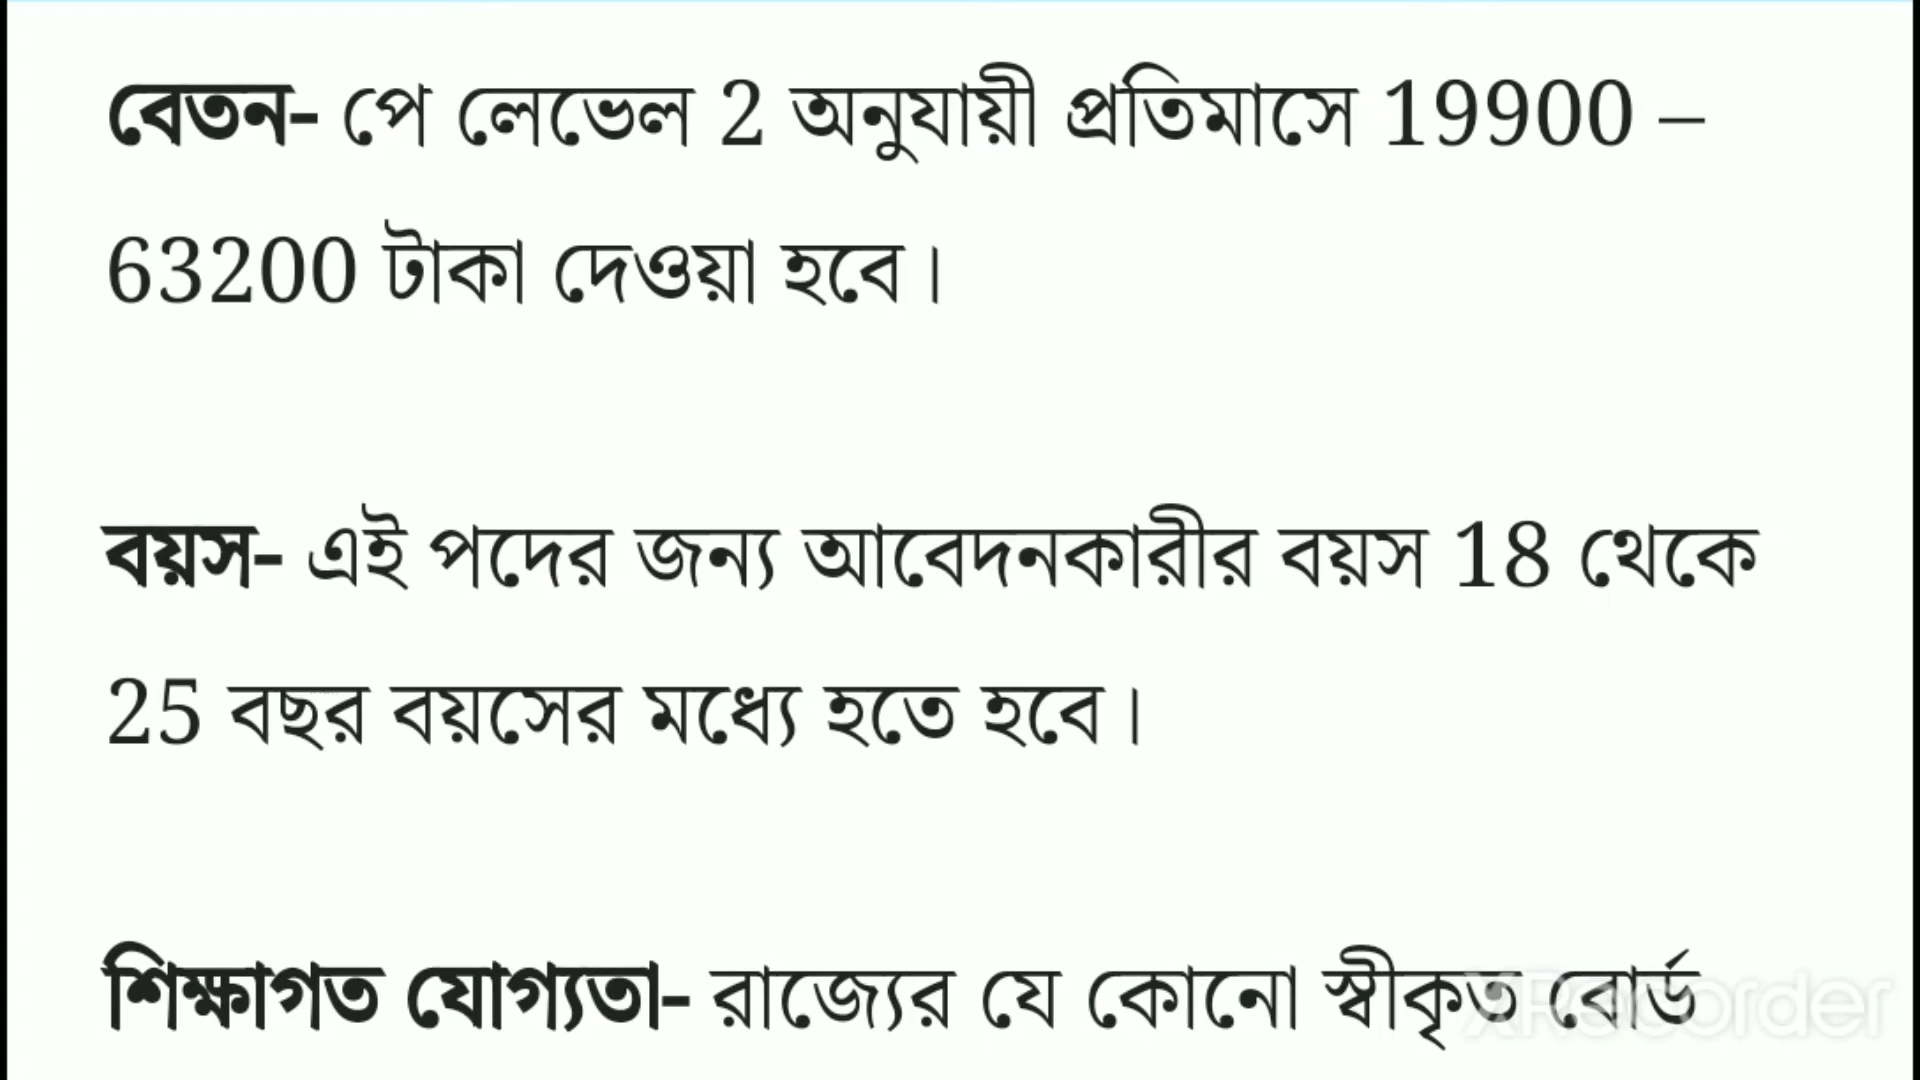 বেতন- পে লেভেল 2 অনুযায়ী প্রতিমাসে 19900 –
63200 টাকা দেওয়া হবে।
বয়স- এই পদের জন্য আবেদনকারীর বয়স 18 থেকে
25 বছর বয়সের মধ্যে হতে হবে।
শিক্ষাগত যোগ্যতা- রাজ্যের যে কোনো স্বীকৃত বোর্ড
XRecorder